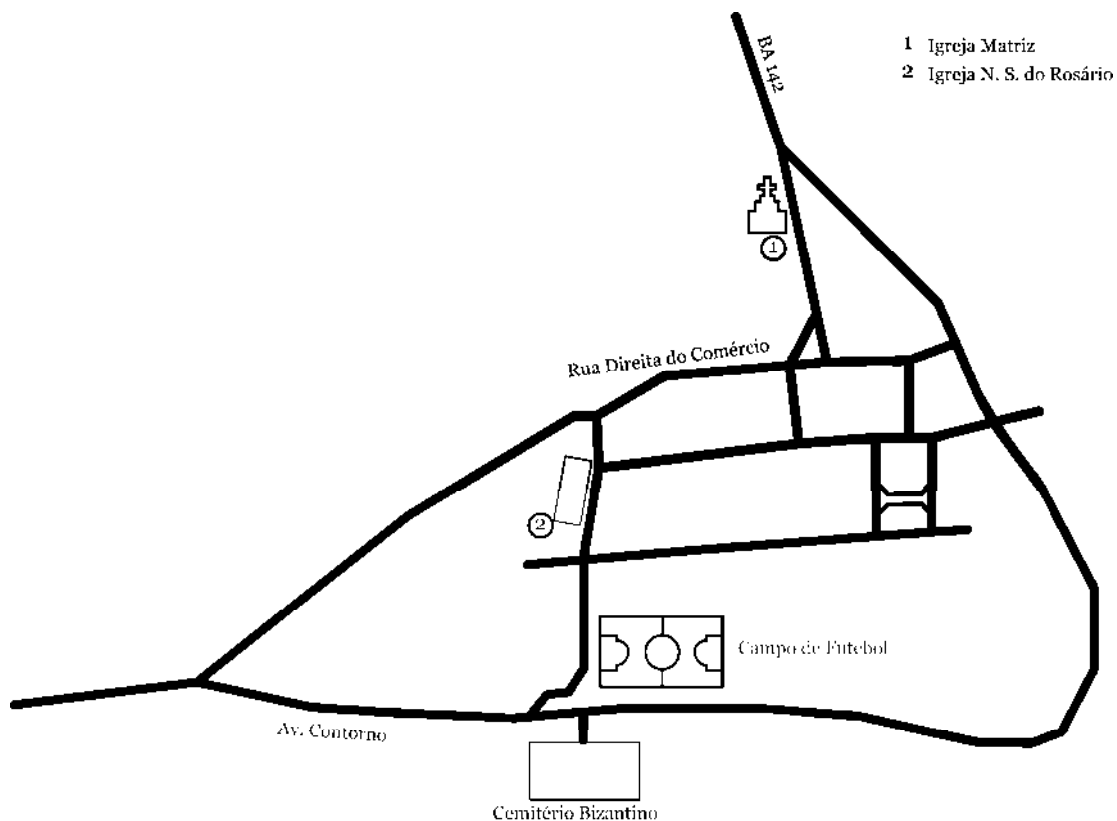 BA 142
1 Igreja Matriz
2 Igreja N. S. do Rosário
1
Rua Direita do Comércio
2
Campo de Futebol
Av. Contorno
Cemitério Bizantino